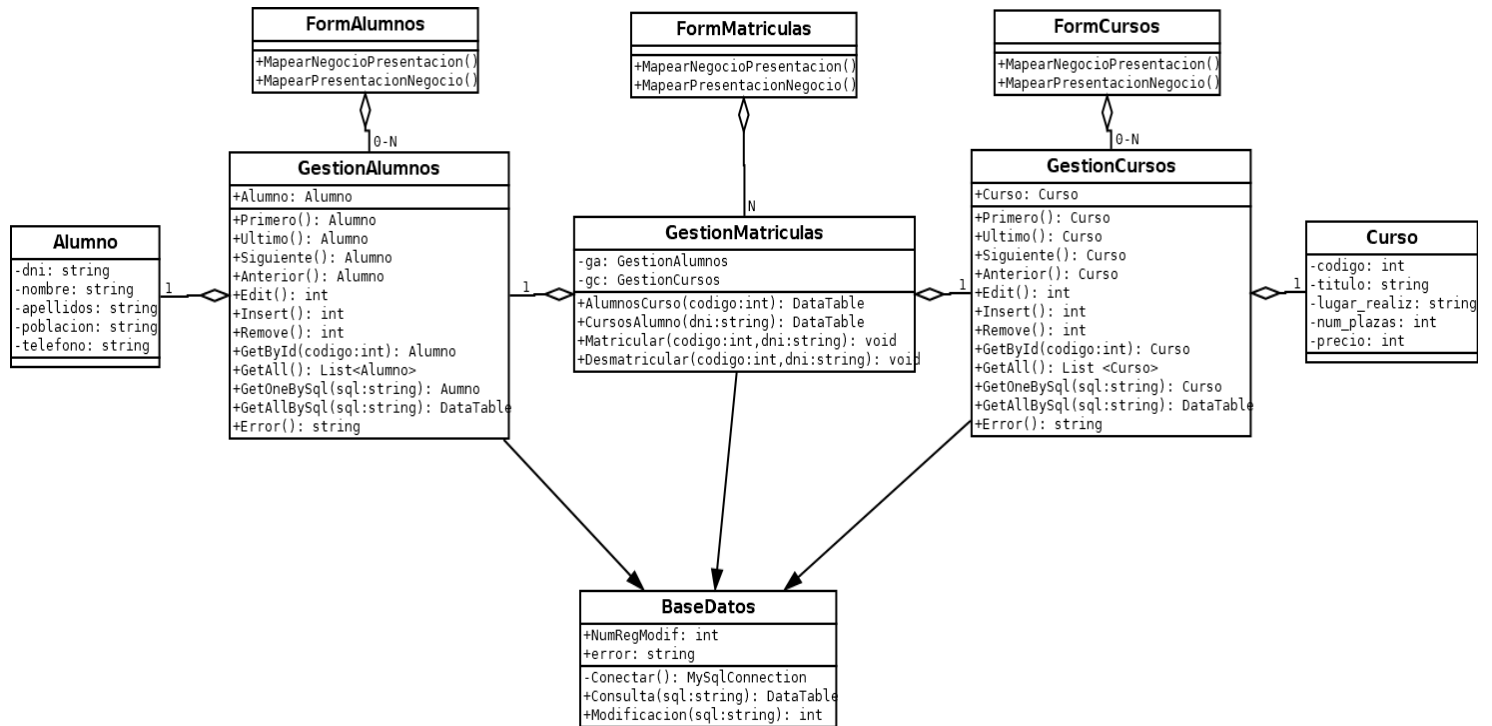 FormAlumnos
+MapearNegocioPresentacion()
+MapearPresentacionNegocio()
FormMatriculas
+MapearNegocioPresentacion()
+MapearPresentacionNegocio()
FormCursos
+MapearNegocioPresentacion()
+MapearPresentacionNegocio()
0-N
N
0-N
Alumno
-dni: string
-nombre: string
-apellidos: string
-poblacion: string
-telefono: string
1
GestionAlumnos
+Alumno: Alumno
+Primero(): Alumno
+Ultimo(): Alumno
+Siguiente(): Alumno
+Anterior(): Alumno
+Edit(): int
+Insert(): int
+Remove(): int
+GetById(codigo:int): Alumno
+GetAll(): List<Alumno>
+GetOneBySql(sql:string): Aumno
+GetAllBySql(sql:string): DataTable
+Error(): string
1
GestionMatriculas
-ga: GestionAlumnos
-gc: GestionCursos
+AlumnosCurso(codigo:int): DataTable
+CursosAlumno(dni:string): DataTable
+Matricular(codigo:int,dni:string): void
+Desmatricular(codigo:int,dni:string): void
1
GestionCursos
+Curso: Curso
+Primero(): Curso
+Ultimo(): Curso
+Siguiente(): Curso
+Anterior(): Curso
+Edit(): int
+Insert(): int
+Remove(): int
+GetById(codigo:int): Curso
+GetAll(): List <Curso>
+GetOneBySql(sql:string): Curso
+GetAllBySql(sql:string): DataTable
+Error(): string
1
Curso
-codigo: int
-titulo: string
-lugar_realiz: string
-num_plazas: int
-precio: int
BaseDatos
+NumRegModif: int
+error: string
-Conectar(): MySqlConnection
+Consulta(sql:string): DataTable
+Modificacion(sql:string): int